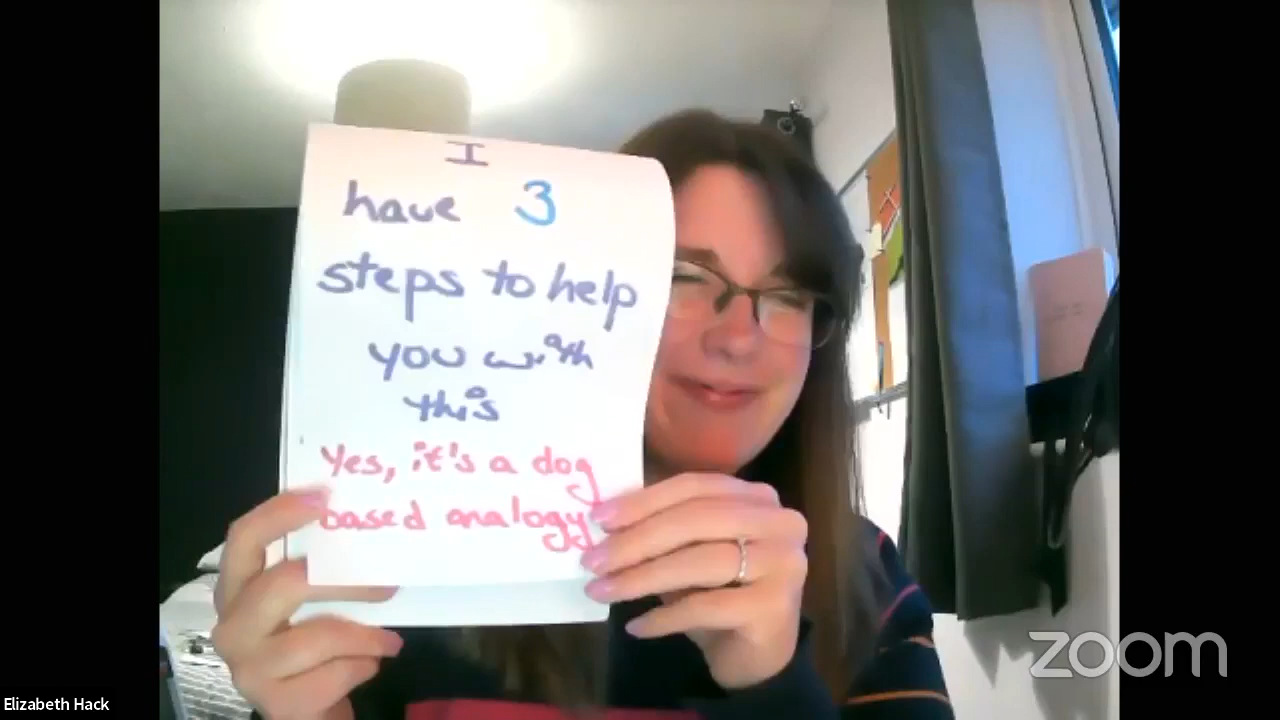 I
have 3
steps to help
you with
this
Yes, it's a dog
based analogy
zoom
Elizabeth Hack